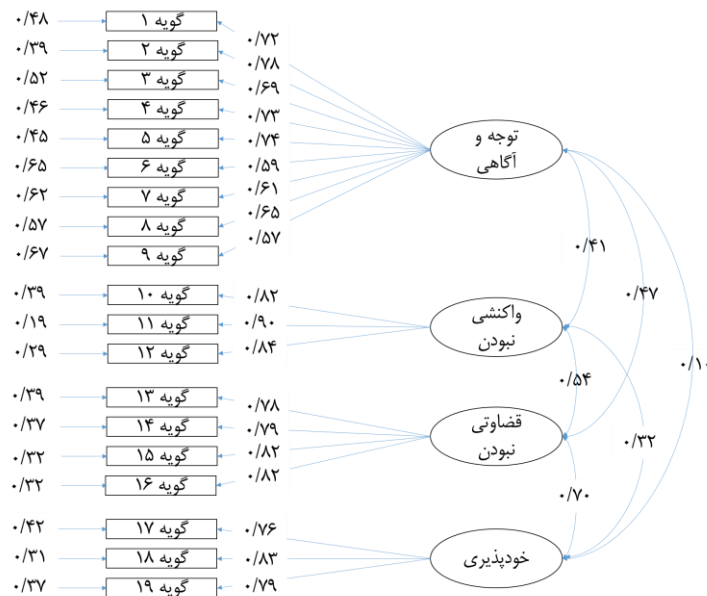 ۰/۴۸ گویه ۱ ۰/۷۲
۰/۳۹ گویه ۲ ۰/۷۸
۰/۵۲ گویه ۳ ۰/۶۹
۰/۴۶ گویه ۴ ۰/۷۳
۰/۴۵ گویه ۵ ۰/۷۴
۰/۶۵ گویه ۶ ۰/۵۹
۰/۶۲ گویه ۷ ۰/۶۱
۰/۵۷ گویه ۸ ۰/۶۵
۰/۶۷ گویه ۹ ۰/۵۷
توجه و
آگاهی
۰/۳۹ گویه ۱۰ ۰/۸۲
۰/۱۹ گویه ۱۱ ۰/۹۰
۰/۲۹ گویه ۱۲ ۰/۸۴
واکنشی
نبودن
۰/۳۹ گویه ۱۳ ۰/۷۸
۰/۳۷ گویه ۱۴ ۰/۷۹
۰/۳۲ گویه ۱۵ ۰/۸۲
۰/۳۲ گویه ۱۶ ۰/۸۲
قضاوتی
نبودن
۰/۴۲ گویه ۱۷ ۰/۷۶
۰/۳۱ گویه ۱۸ ۰/۸۳
۰/۳۷ گویه ۱۹ ۰/۷۹
خودپذیری
۰/۴۱
۰/۴۷
۰/۵۴
۰/۳۲
۰/۷۰